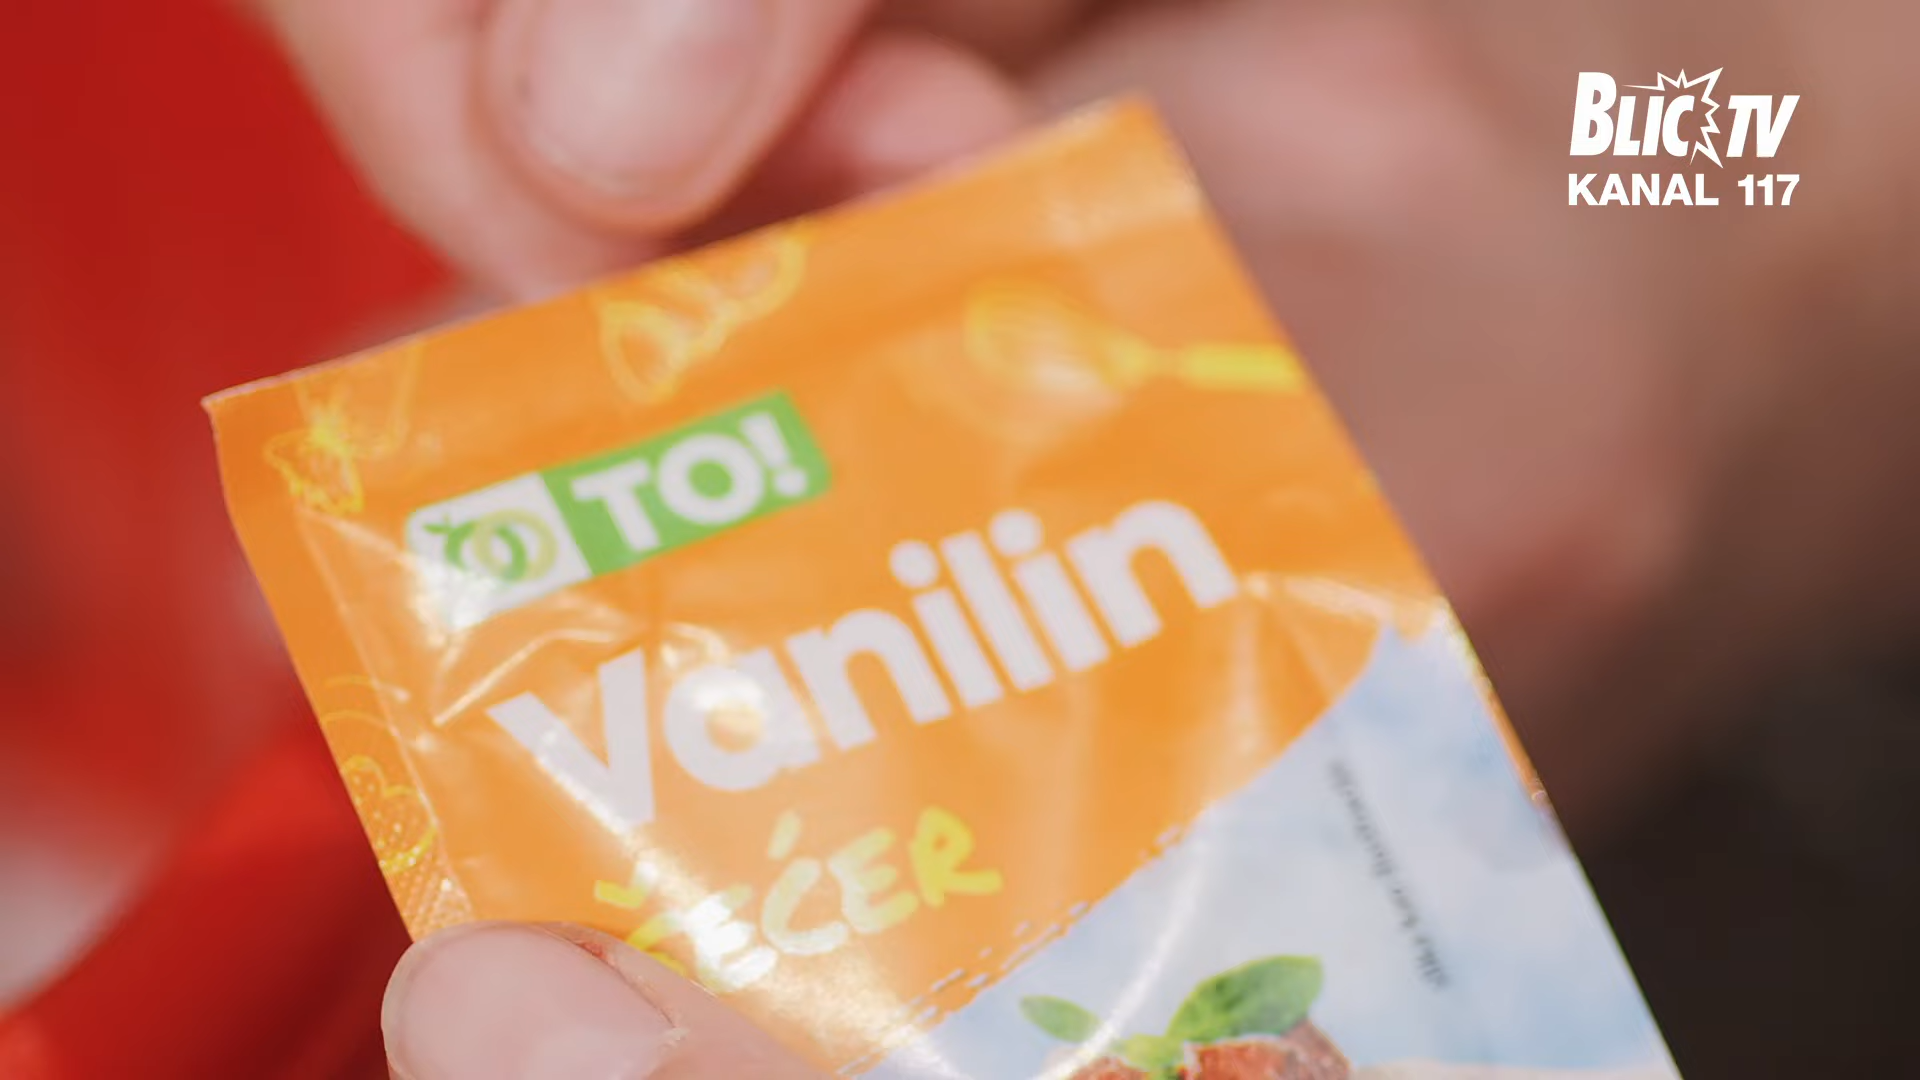 BLIC TV
KANAL 117
TO!
Vanilin
ŠEĆER